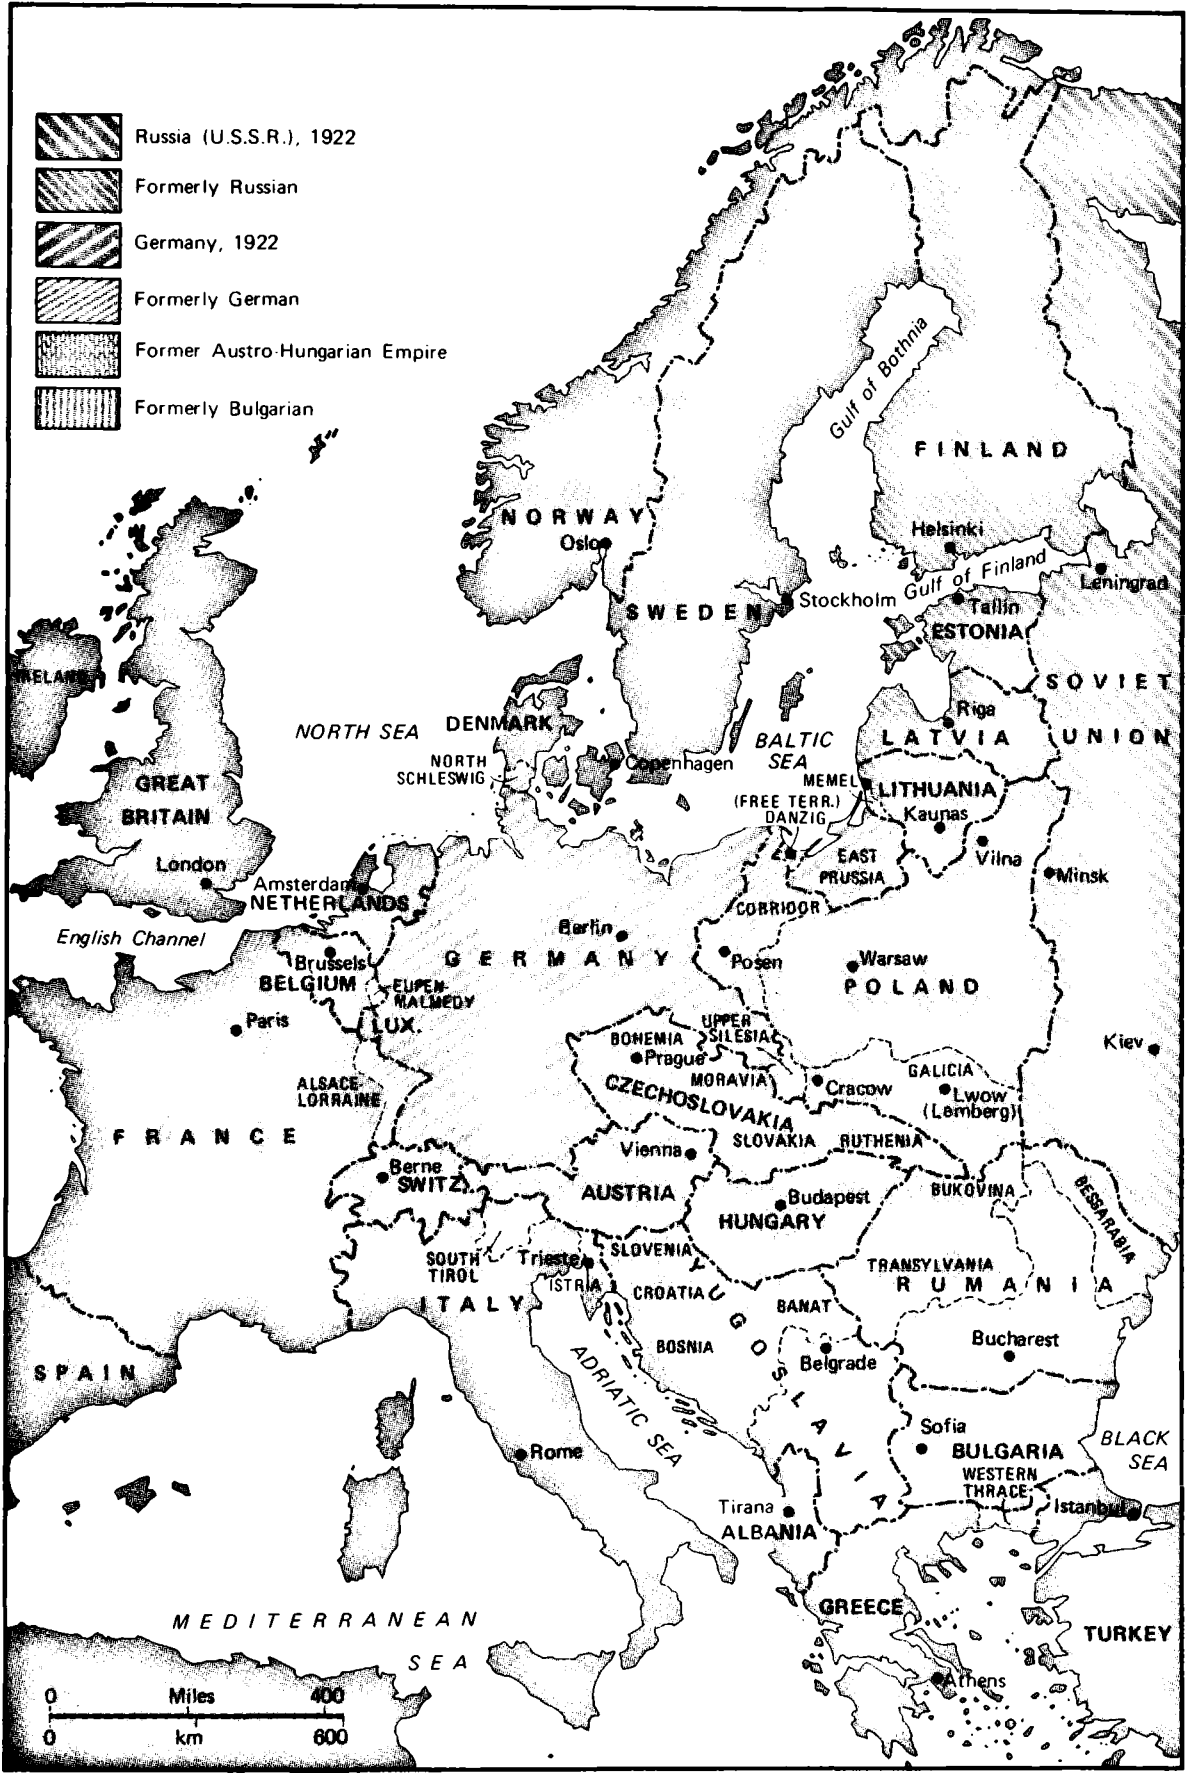 Russia (U.S.S.R.), 1922
Formerly Russian
Germany, 1922
Formerly German
Former Austro-Hungarian Empire
Formerly Bulgarian
Gulf of Bothnia
FINLAND
NORWAY
Oslo
Helsinki
Gulf of Finland
Leningrad
SWEDEN
Stockholm
Tallin
ESTONIA
IRELAND
SOVIET
UNION
NORTH SEA
DENMARK
Riga
LATVIA
BALTIC
SEA
NORTH
SCHLESWIG
Copenhagen
MEMEL
LITHUANIA
GREAT
BRITAIN
(FREE TERR.)
DANZIG
Kaunas
London
EAST
PRUSSIA
Vilna
Minsk
Amsterdam
NETHERLANDS
CORRIDOR
English Channel
Berlin
GERMANY
Brussels
BELGIUM
Posen
Warsaw
POLAND
EUPEN-
MALMEDY
Paris
LUX.
UPPER
SILESIA
BOHEMIA
Prague
Kiev
ALSACE
LORRAINE
MORAVIA
Cracow
GALICIA
Lwow
(Lemberg)
CZECHOSLOVAKIA
FRANCE
Vienna
SLOVAKIA
RUTHENIA
Berne
SWITZ.
AUSTRIA
Budapest
HUNGARY
BUKOVINA
BESSARABIA
SOUTH
TIROL
Trieste
SLOVENIA
ISTRIA
CROATIA
TRANSYLVANIA
RUMANIA
ITALY
YUGOSLAVIA
BANAT
BOSNIA
Belgrade
Bucharest
SPAIN
ADRIATIC SEA
Rome
Sofia
BULGARIA
BLACK
SEA
WESTERN
THRACE
Istanbul
Tirana
ALBANIA
GREECE
TURKEY
MEDITERRANEAN
SEA
Athens
0 Miles 400
0 km 600